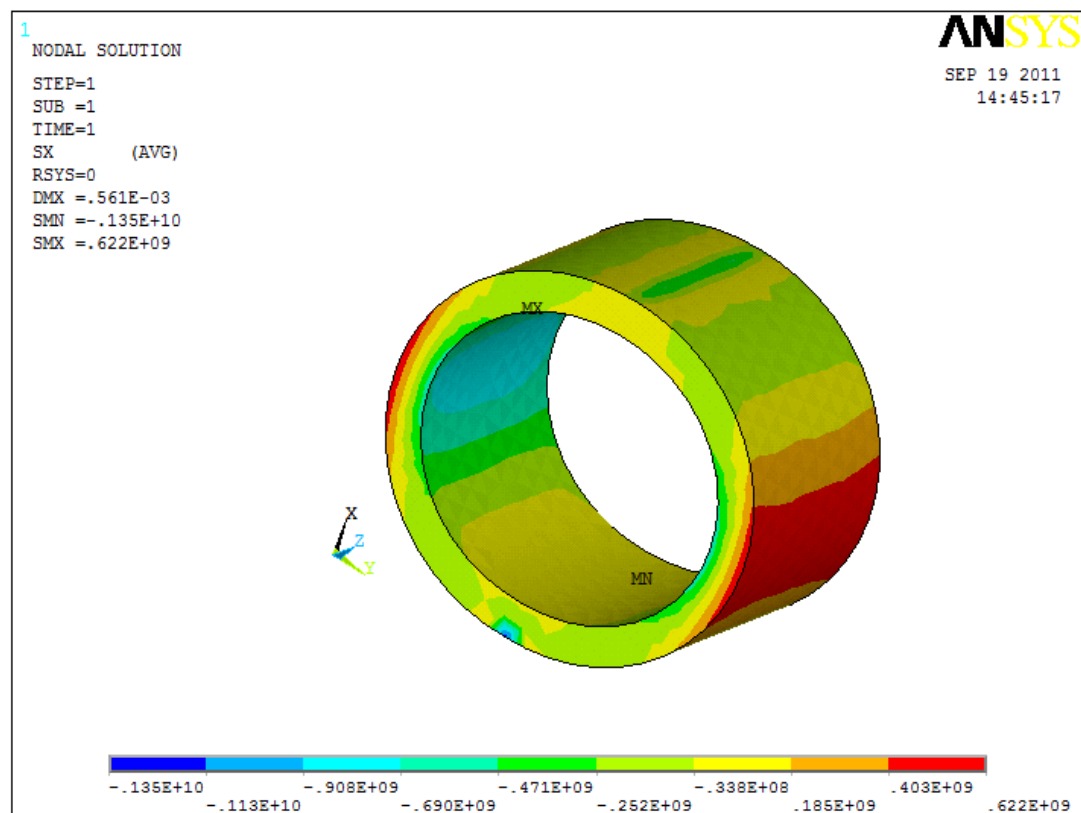 1
NODAL SOLUTION
STEP=1
SUB =1
TIME=1
SX (AVG)
RSYS=0
DMX =.561E-03
SMN =-.135E+10
SMX =.622E+09
ANSYS
SEP 19 2011
14:45:17
MX
X
Z
Y
MN
-.135E+10 -.908E+09 -.471E+09 -.338E+08 .403E+09
-.113E+10 -.690E+09 -.252E+09 .185E+09 .622E+09